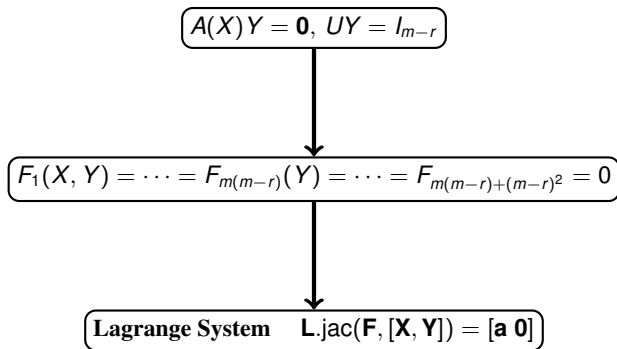 A(X)Y = 0, UY = I_{m−r}
F_1(X, Y) = ⋯ = F_{m(m−r)}(Y) = ⋯ = F_{m(m−r)+(m−r)^2} = 0
Lagrange System L.jac(F, [X, Y]) = [a 0]